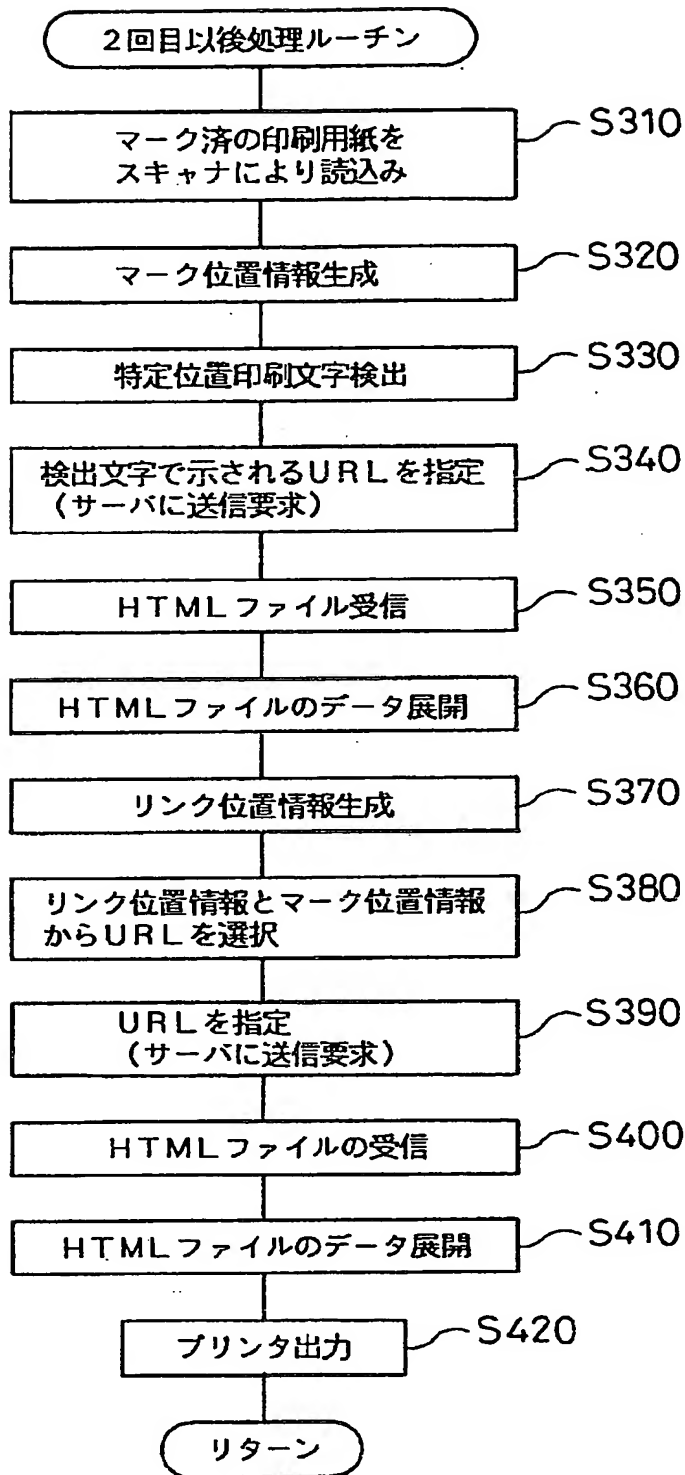 2回目以後処理ルーチン
マーク済の印刷用紙を
スキャナにより読込み
S310
マーク位置情報生成
S320
特定位置印刷文字検出
S330
検出文字で示されるURLを指定
(サーバに送信要求)
S340
HTMLファイル受信
S350
HTMLファイルのデータ展開
S360
リンク位置情報生成
S370
リンク位置情報とマーク位置情報
からURLを選択
S380
URLを指定
(サーバに送信要求)
S390
HTMLファイルの受信
S400
HTMLファイルのデータ展開
S410
プリンタ出力
S420
リターン